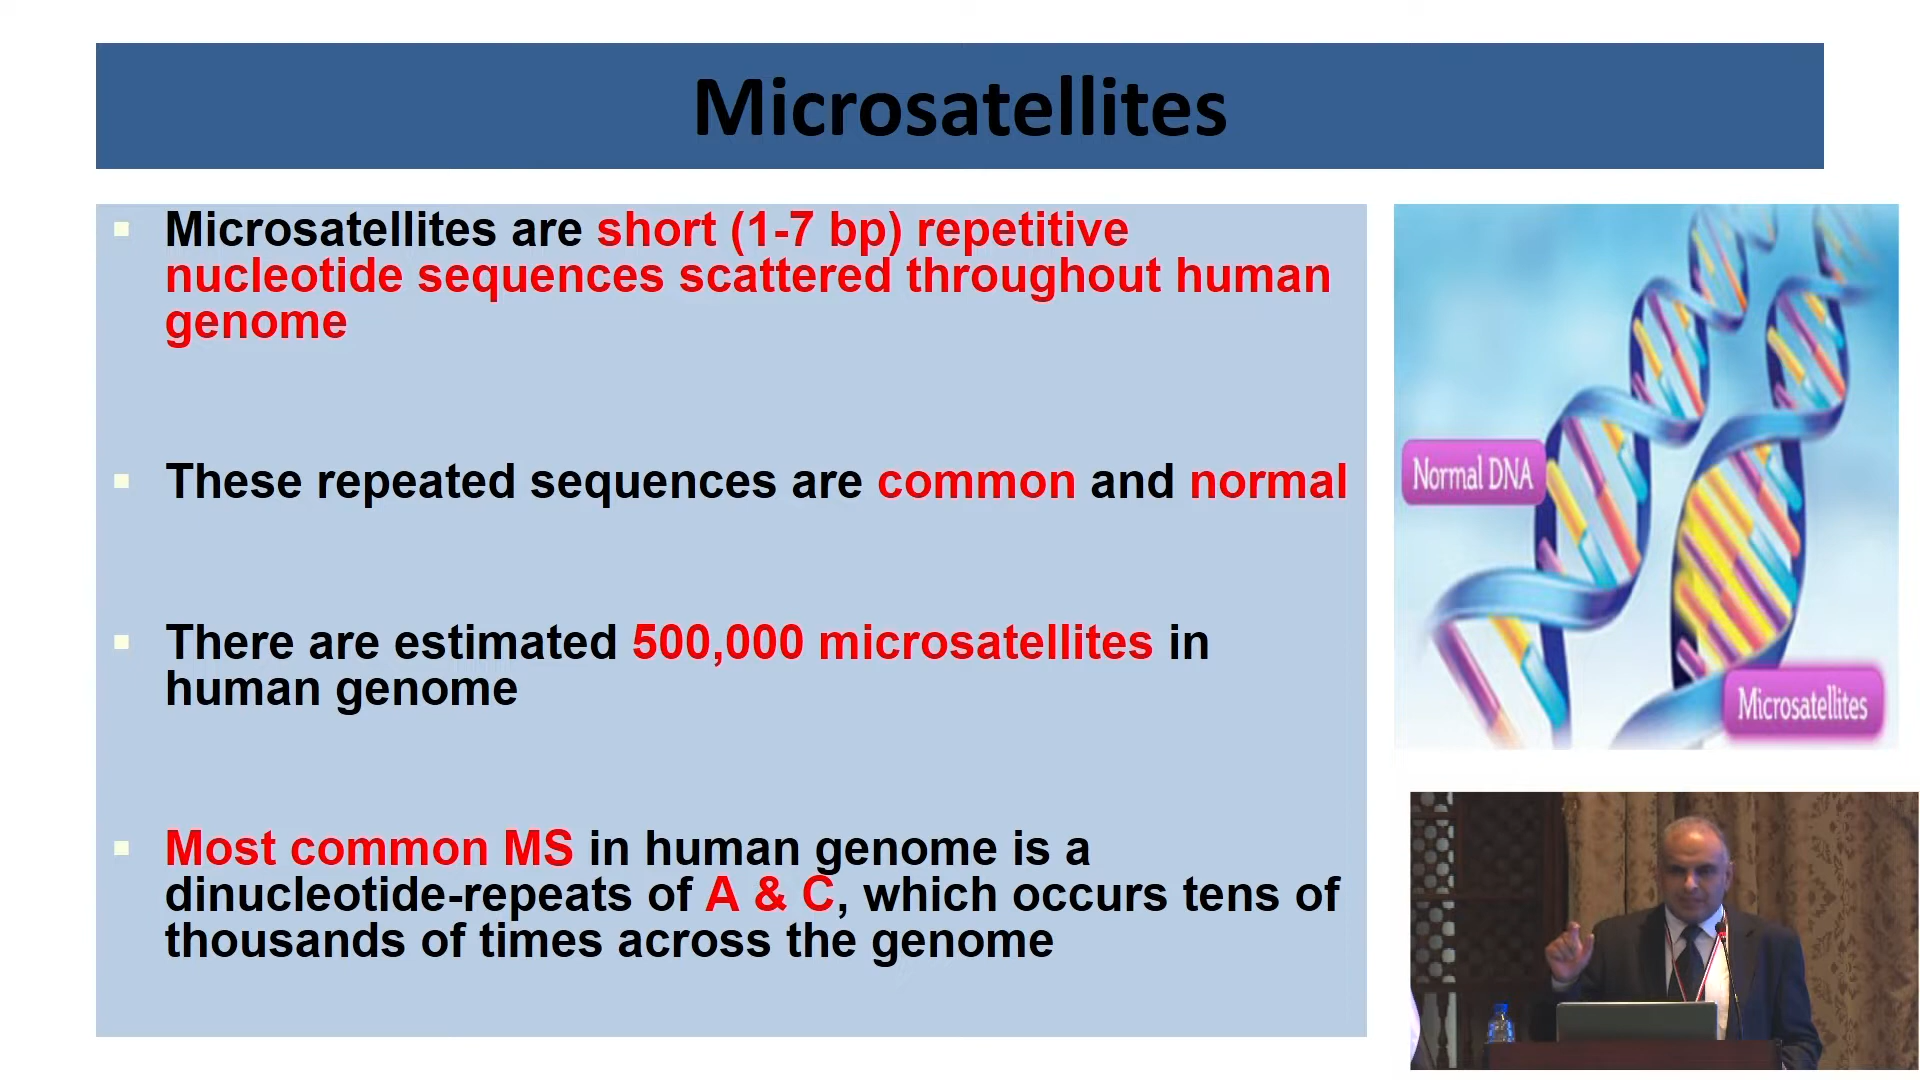 Microsatellites
▪ Microsatellites are short (1-7 bp) repetitive
nucleotide sequences scattered throughout human
genome
▪ These repeated sequences are common and normal
▪ There are estimated 500,000 microsatellites in
human genome
▪ Most common MS in human genome is a
dinucleotide-repeats of A & C, which occurs tens of
thousands of times across the genome
Normal DNA
Microsatellites